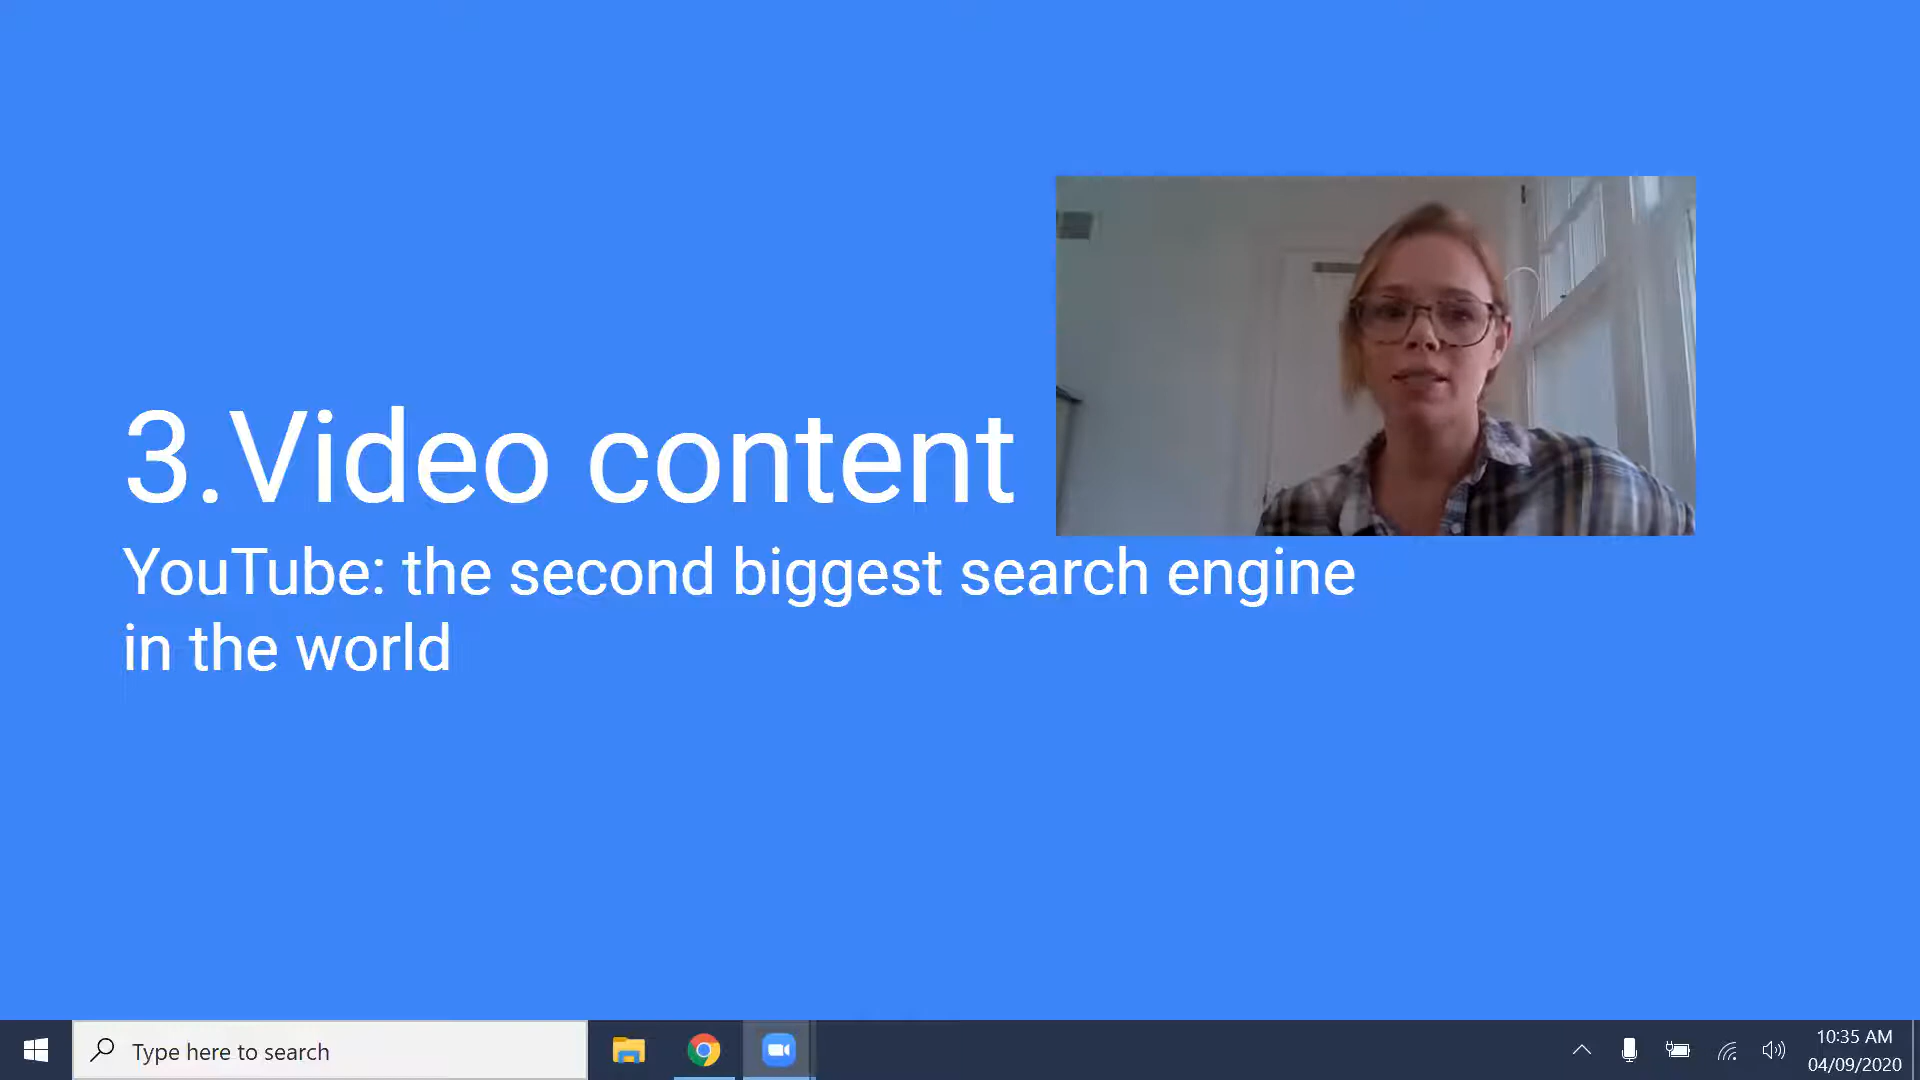 3.Video content
YouTube: the second biggest search engine
in the world
Type here to search
10:35 AM
04/09/2020